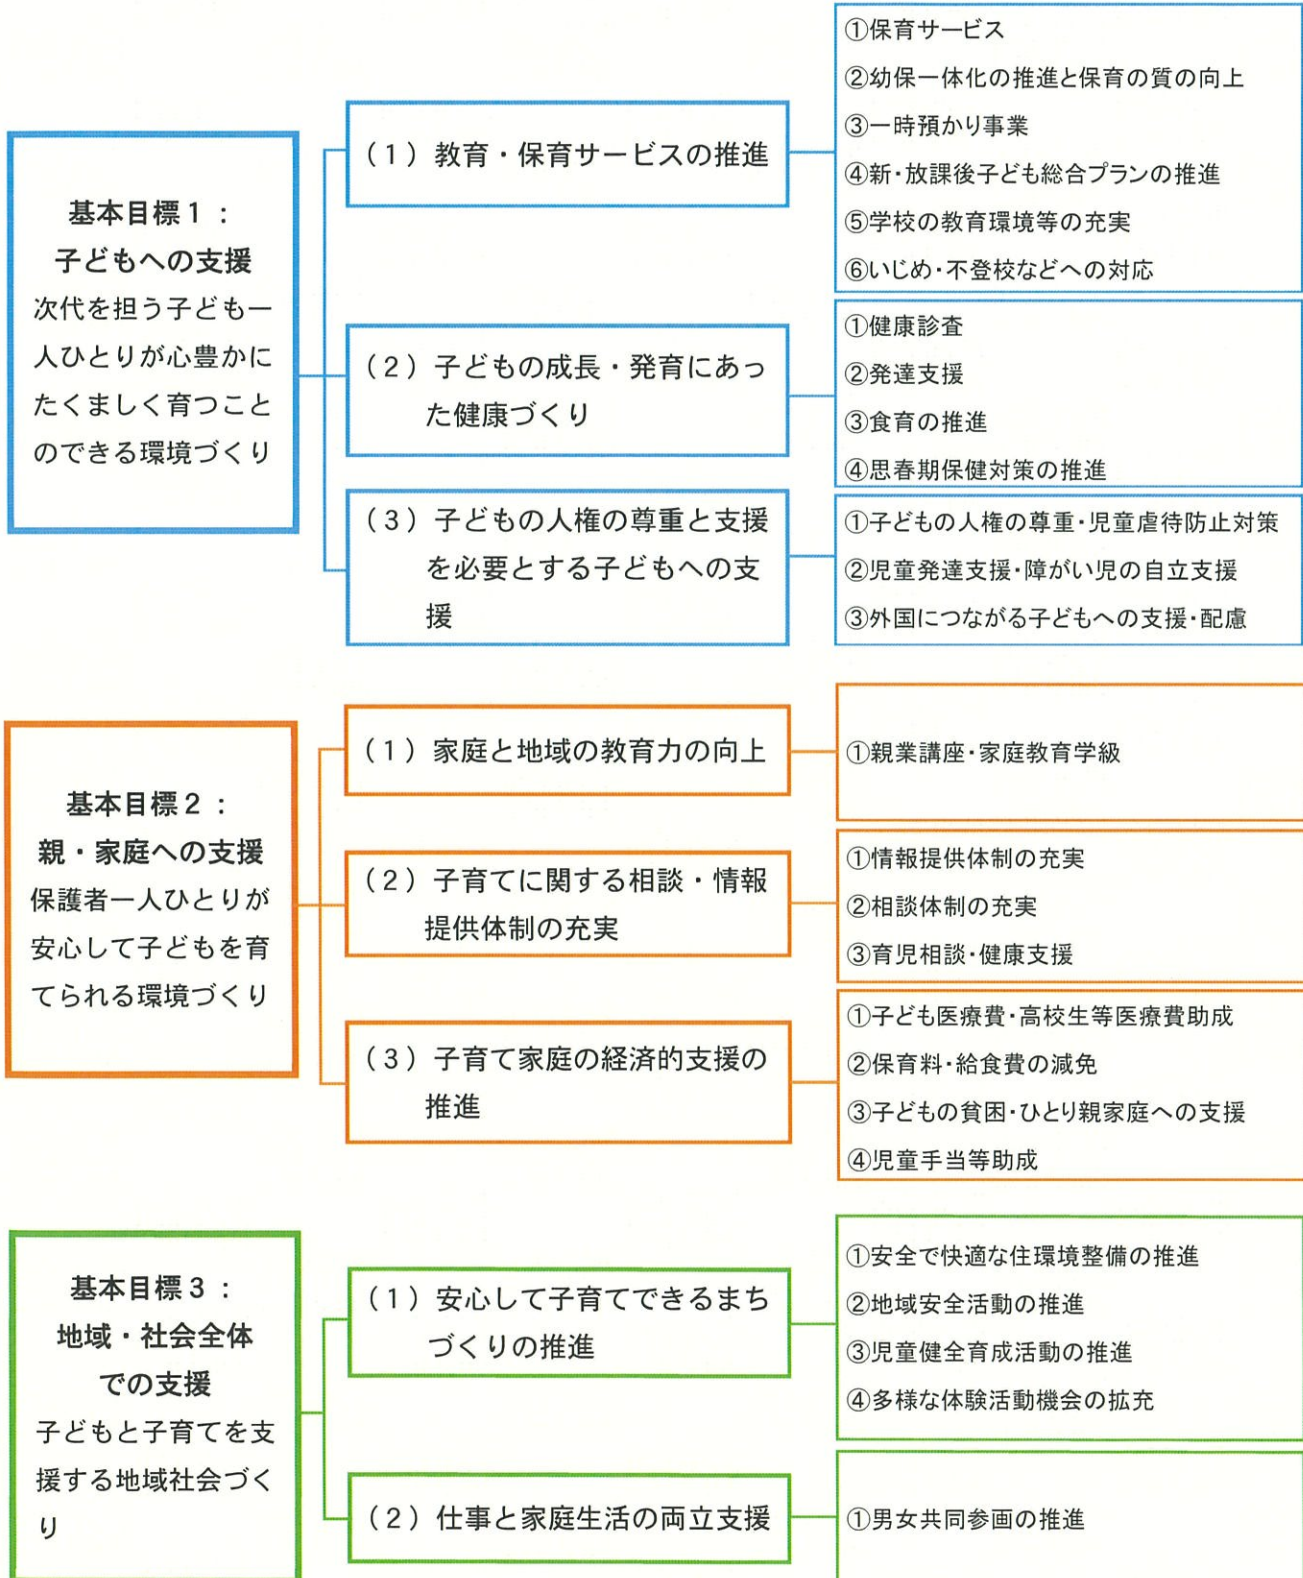 基本目標1：
子どもへの支援
次代を担う子ども一
人ひとりが心豊かに
たくましく育つこと
のできる環境づくり
（1）教育・保育サービスの推進
①保育サービス
②幼保一体化の推進と保育の質の向上
③一時預かり事業
④新・放課後子ども総合プランの推進
⑤学校の教育環境等の充実
⑥いじめ・不登校などへの対応
（2）子どもの成長・発育にあっ
た健康づくり
①健康診査
②発達支援
③食育の推進
④思春期保健対策の推進
（3）子どもの人権の尊重と支援
を必要とする子どもへの支
援
①子どもの人権の尊重・児童虐待防止対策
②児童発達支援・障がい児の自立支援
③外国につながる子どもへの支援・配慮
基本目標2：
親・家庭への支援
保護者一人ひとりが
安心して子どもを育
てられる環境づくり
（1）家庭と地域の教育力の向上
①親業講座・家庭教育学級
（2）子育てに関する相談・情報
提供体制の充実
①情報提供体制の充実
②相談体制の充実
③育児相談・健康支援
（3）子育て家庭の経済的支援の
推進
①子ども医療費・高校生等医療費助成
②保育料・給食費の減免
③子どもの貧困・ひとり親家庭への支援
④児童手当等助成
基本目標3：
地域・社会全体
での支援
子どもと子育てを支
援する地域社会づく
り
（1）安心して子育てできるまち
づくりの推進
①安全で快適な住環境整備の推進
②地域安全活動の推進
③児童健全育成活動の推進
④多様な体験活動機会の拡充
（2）仕事と家庭生活の両立支援
①男女共同参画の推進